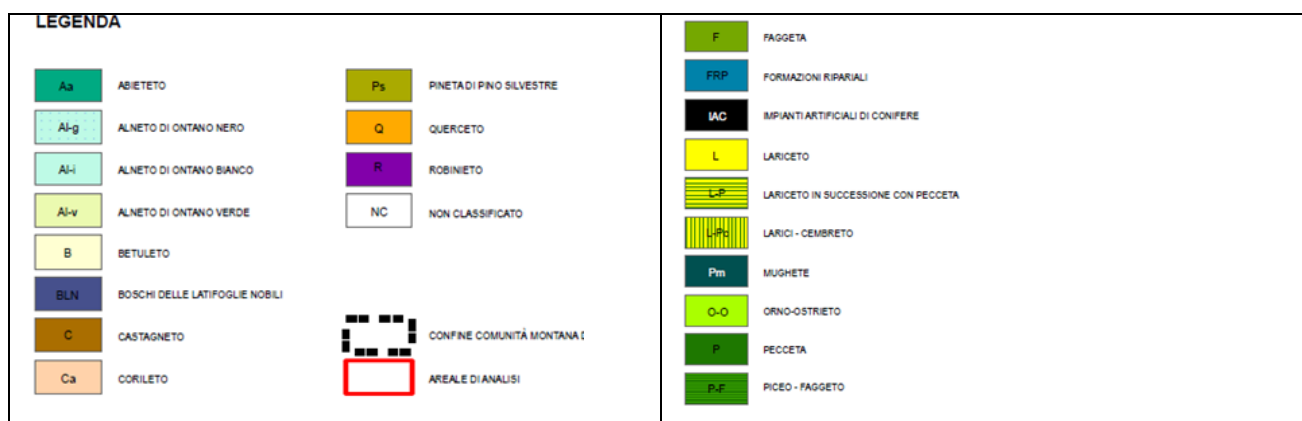 LEGENDA
Aa ABIETETO
Al-g ALNETO DI ONTANO NERO
Al-i ALNETO DI ONTANO BIANCO
Al-v ALNETO DI ONTANO VERDE
B BETULETO
BLN BOSCHI DELLE LATIFOGLIE NOBILI
C CASTAGNETO
Ca CORILETO
Ps PINETA DI PINO SILVESTRE
Q QUERCETO
R ROBINIETO
NC NON CLASSIFICATO
CONFINE COMUNITÀ MONTANA
AREALE DI ANALISI
F FAGGETA
FRP FORMAZIONI RIPARIALI
IAC IMPIANTI ARTIFICIALI DI CONIFERE
L LARICETO
L-P LARICETO IN SUCCESSIONE CON PECCETA
L-Pc LARICI - CEMBRETO
Pm MUGHETE
O-O ORNO-OSTRIETO
P PECCETA
P-F PICEO - FAGGETO